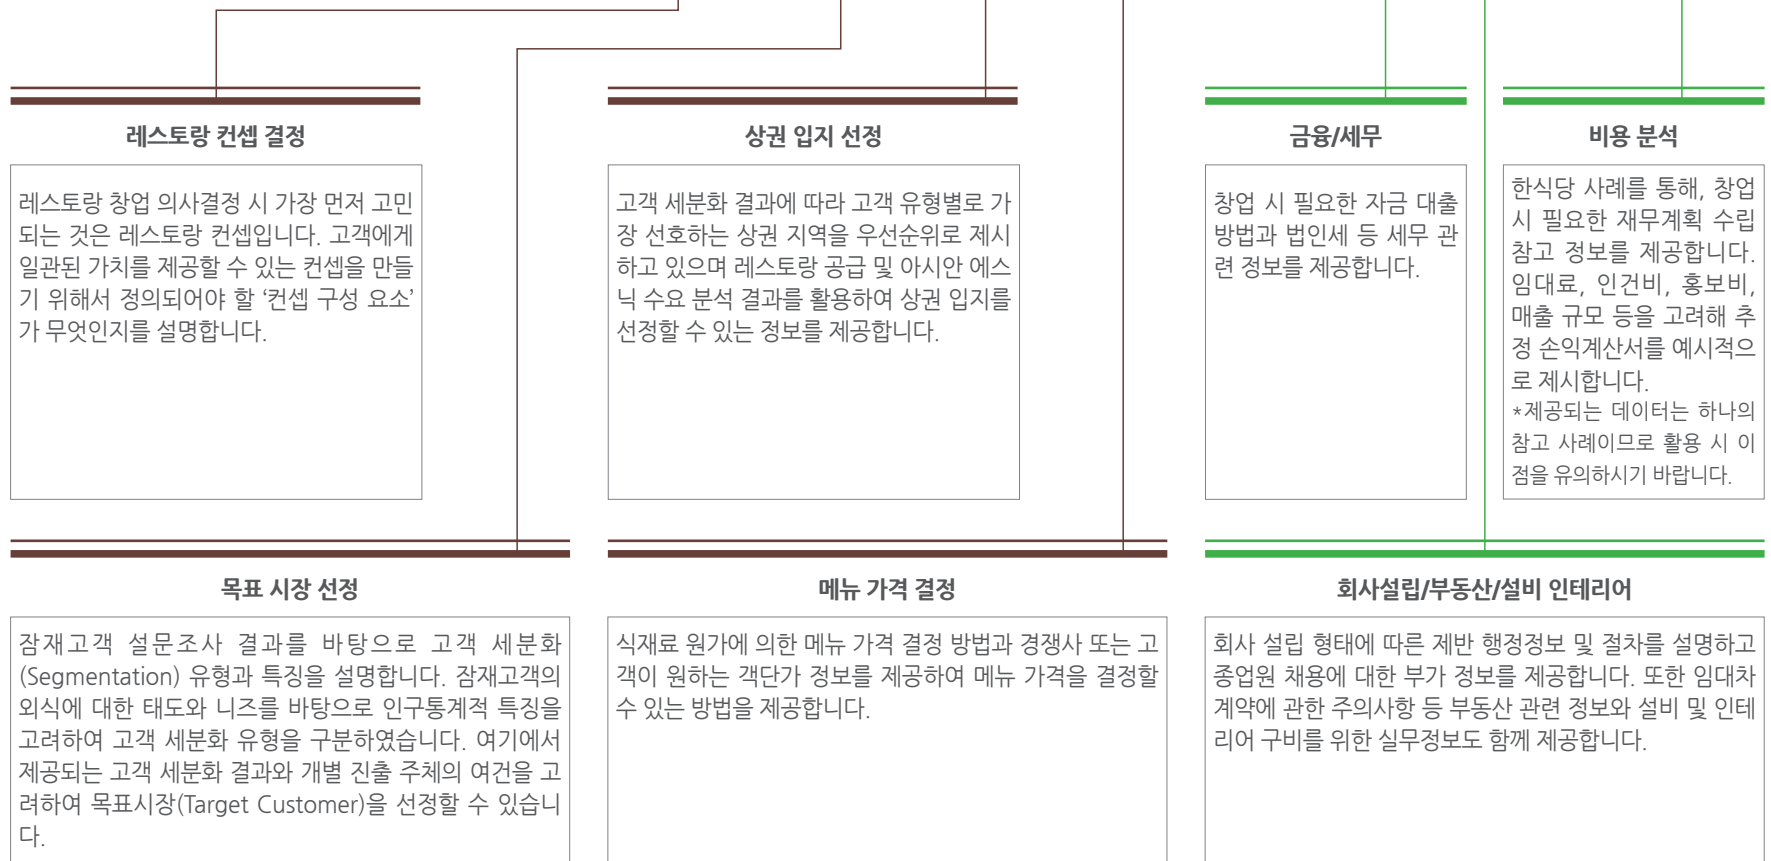 레스토랑 컨셉 결정
레스토랑 창업 의사결정 시 가장 먼저 고민
되는 것은 레스토랑 컨셉입니다. 고객에게
일관된 가치를 제공할 수 있는 컨셉을 만들
기 위해서 정의되어야 할 ‘컨셉 구성 요소’
가 무엇인지를 설명합니다.
상권 입지 선정
고객 세분화 결과에 따라 고객 유형별로 가
장 선호하는 상권 지역을 우선순위로 제시
하고 있으며 레스토랑 공급 및 아시안 에스
닉 수요 분석 결과를 활용하여 상권 입지를
선정할 수 있는 정보를 제공합니다.
금융/세무
창업 시 필요한 자금 대출
방법과 법인세 등 세무 관
련 정보를 제공합니다.
비용 분석
한식당 사례를 통해, 창업
시 필요한 재무계획 수립
참고 정보를 제공합니다.
임대료, 인건비, 홍보비,
매출 규모 등을 고려해 추
정 손익계산서를 예시적으
로 제시합니다.
*제공되는 데이터는 하나의
참고 사례이므로 활용 시 이
점을 유의하시기 바랍니다.
목표 시장 선정
잠재고객 설문조사 결과를 바탕으로 고객 세분화
(Segmentation) 유형과 특징을 설명합니다. 잠재고객의
외식에 대한 태도와 니즈를 바탕으로 인구통계적 특징을
고려하여 고객 세분화 유형을 구분하였습니다. 여기에서
제공되는 고객 세분화 결과와 개별 진출 주체의 여건을 고
려하여 목표시장(Target Customer)을 선정할 수 있습니
다.
메뉴 가격 결정
식재료 원가에 의한 메뉴 가격 결정 방법과 경쟁사 또는 고
객이 원하는 객단가 정보를 제공하여 메뉴 가격을 결정할
수 있는 방법을 제공합니다.
회사설립/부동산/설비 인테리어
회사 설립 형태에 따른 제반 행정정보 및 절차를 설명하고
종업원 채용에 대한 부가 정보를 제공합니다. 또한 임대차
계약에 관한 주의사항 등 부동산 관련 정보와 설비 및 인테
리어 구비를 위한 실무정보도 함께 제공합니다.